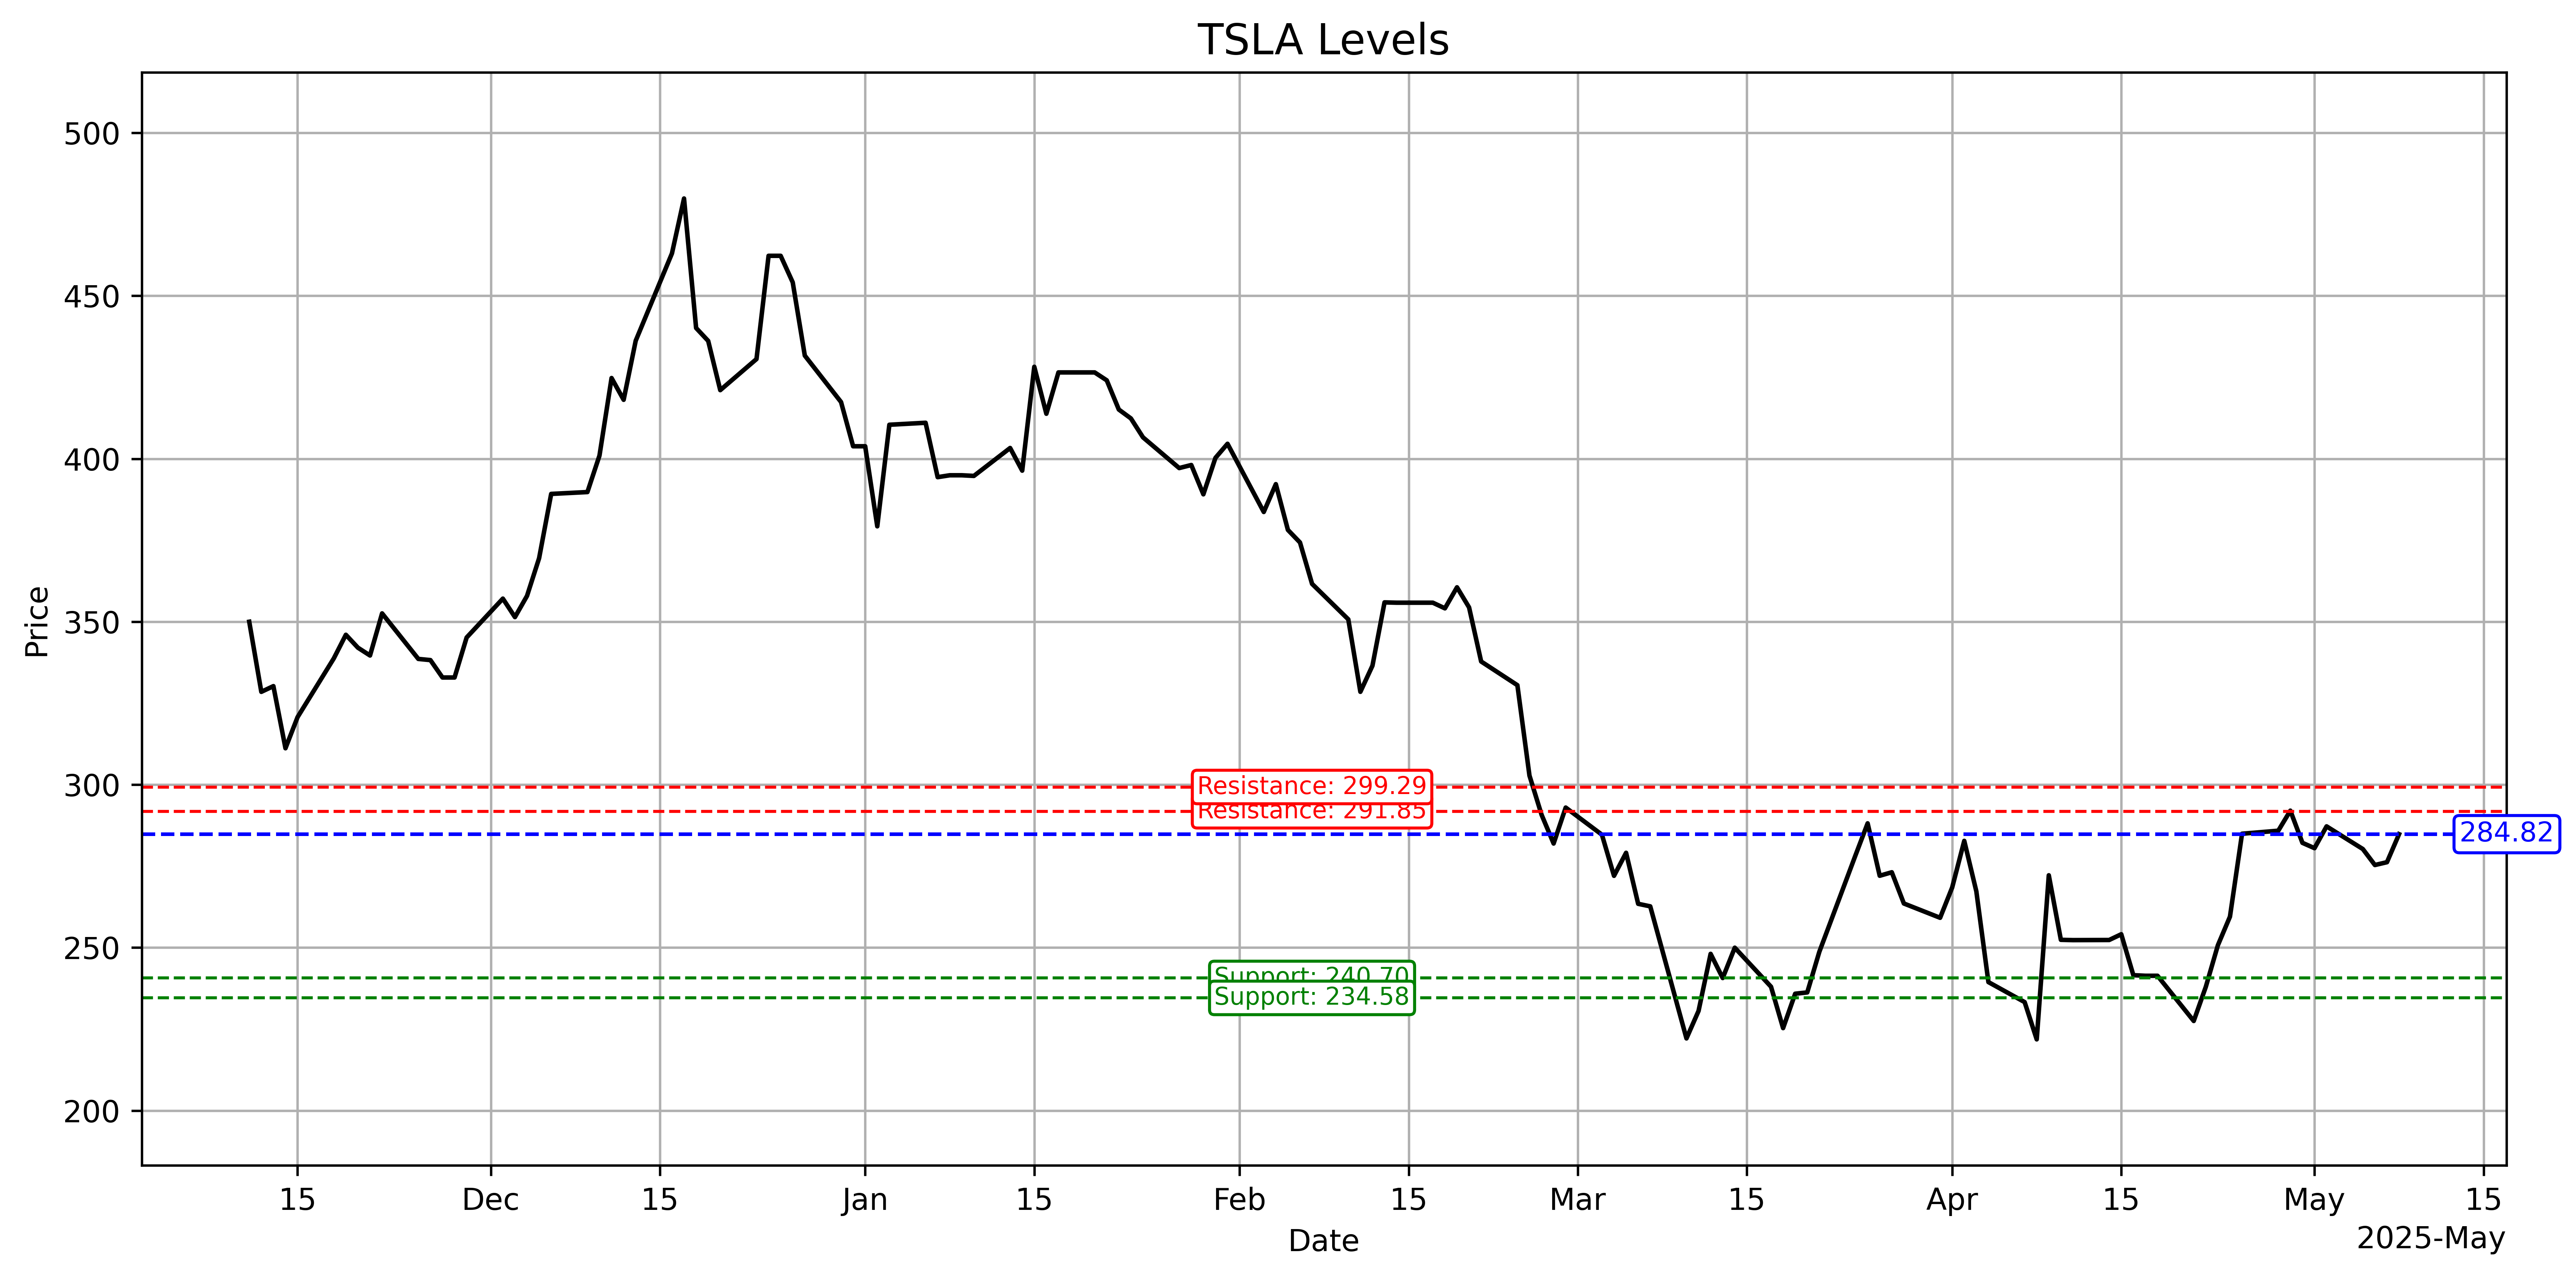 TSLA Levels
500
450
400
350
300
250
200
Price
Resistance: 299.29
Resistance: 291.85
284.82
Support: 240.70
Support: 234.58
15 Dec 15 Jan 15 Feb 15 Mar 15 Apr 15 May 15
Date
2025-May